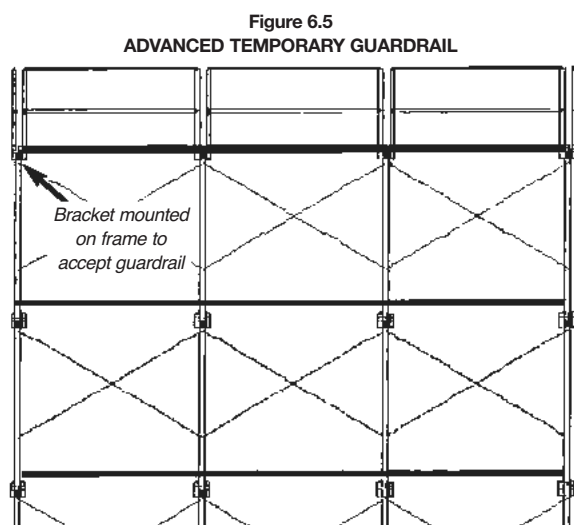 Figure 6.5
ADVANCED TEMPORARY GUARDRAIL
Bracket mounted
on frame to
accept guardrail